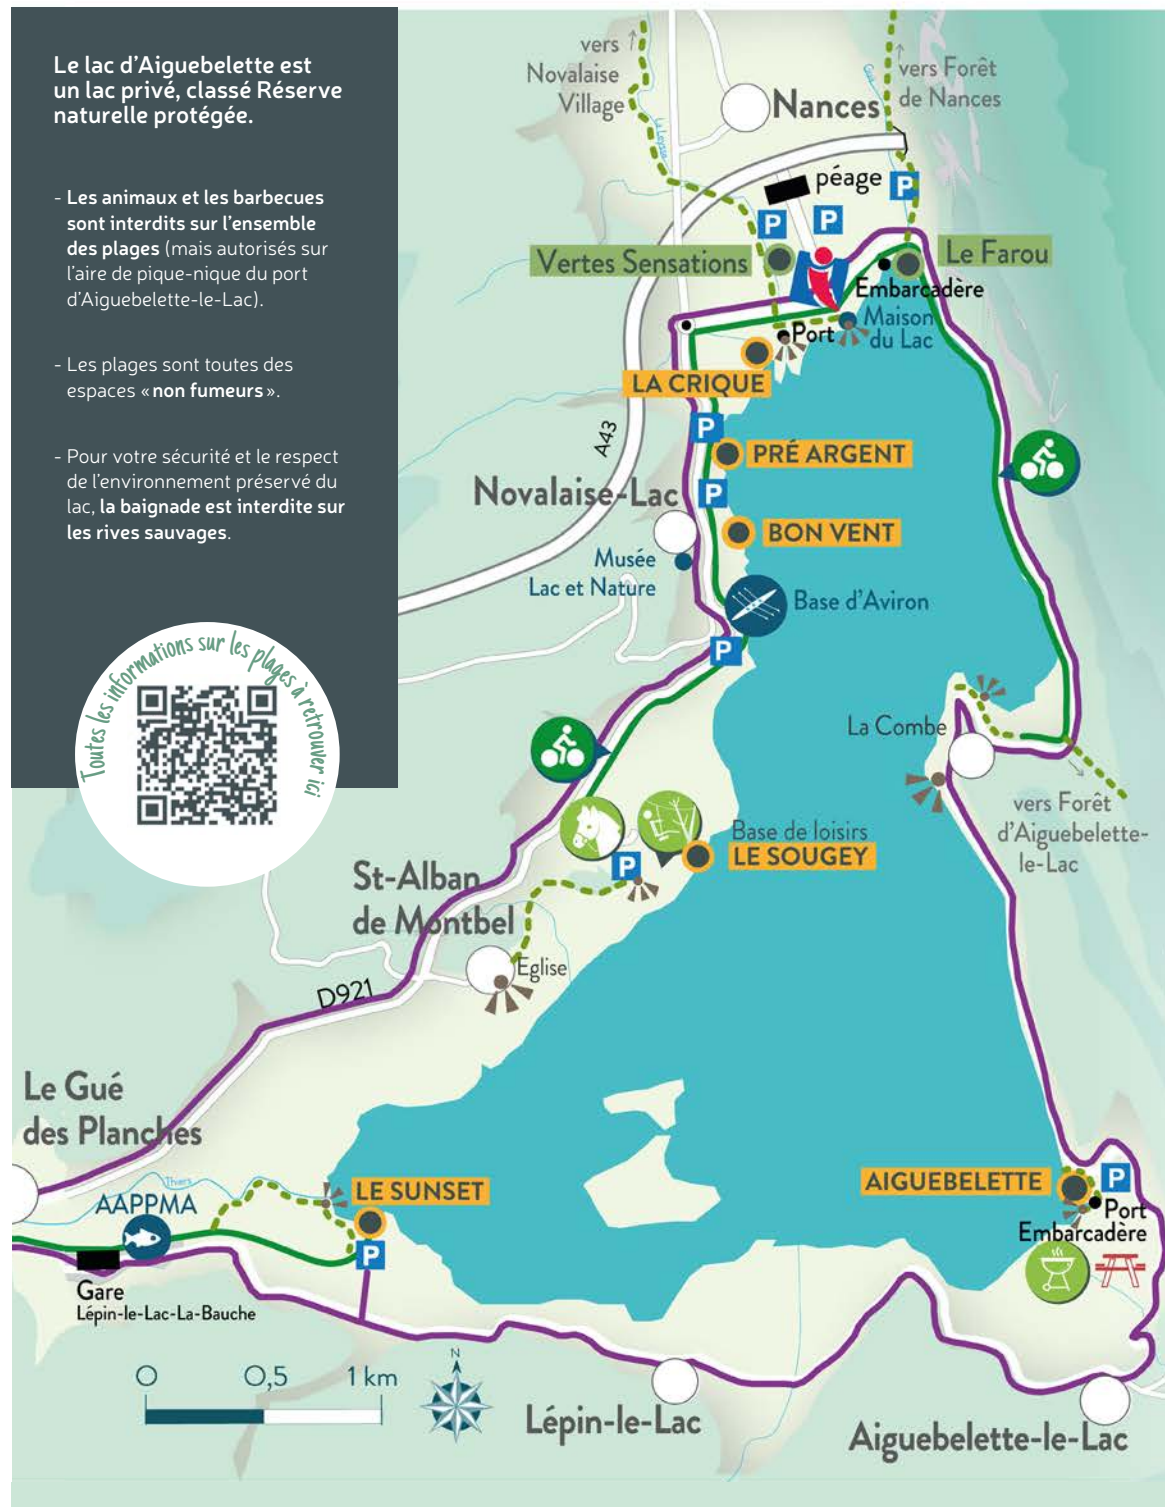 Le lac d’Aiguebelette est
un lac privé, classé Réserve
naturelle protégée.
- Les animaux et les barbecues
sont interdits sur l’ensemble
des plages (mais autorisés sur
l’aire de pique-nique du port
d’Aiguebelette-le-Lac).
- Les plages sont toutes des
espaces « non fumeurs ».
- Pour votre sécurité et le respect
de l’environnement préservé du
lac, la baignade est interdite sur
les rives sauvages.
Toutes les informations sur les plages à retrouver ici
vers
Novalaise
Village
La Leysse
Nances
vers Forêt
de Nances
péage
P
P
P
Vertes Sensations
Le Farou
Embarcadère
Maison
du Lac
Port
LA CRIQUE
A43
P
PRÉ ARGENT
Novalaise-Lac
P
BON VENT
Musée
Lac et Nature
Base d’Aviron
P
La Combe
vers Forêt
d’Aiguebelette-
le-Lac
Base de loisirs
LE SOUGEY
P
St-Alban
de Montbel
Eglise
D921
Le Gué
des Planches
Thiers
AAPPMA
LE SUNSET
P
Gare
Lépin-le-Lac-La-Bauche
AIGUEBELETTE
P
Port
Embarcadère
0 0,5 1 km
N
Lépin-le-Lac
Aiguebelette-le-Lac